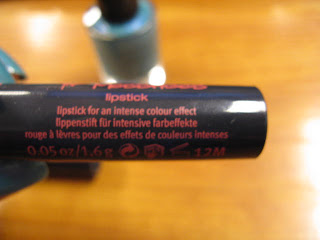 lipstick
lipstick for an intense colour effect
lippenstift für intensive farbeffekte
rouge à lèvres pour des effets de couleurs intenses
0.05 oz/1.6 g 12M